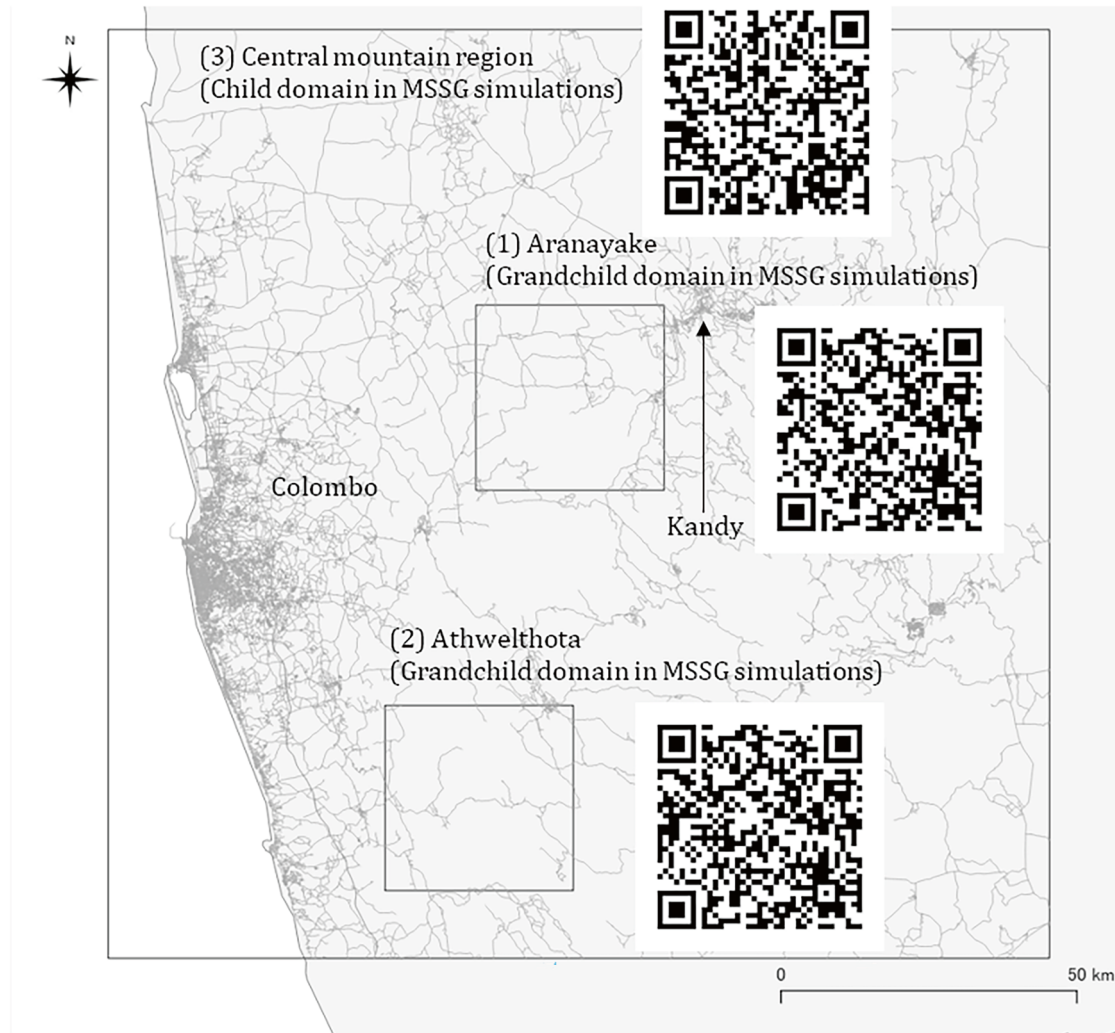 N
(3) Central mountain region
(Child domain in MSSG simulations)
(1) Aranayake
(Grandchild domain in MSSG simulations)
Colombo
Kandy
(2) Athwelthota
(Grandchild domain in MSSG simulations)
0 50 km